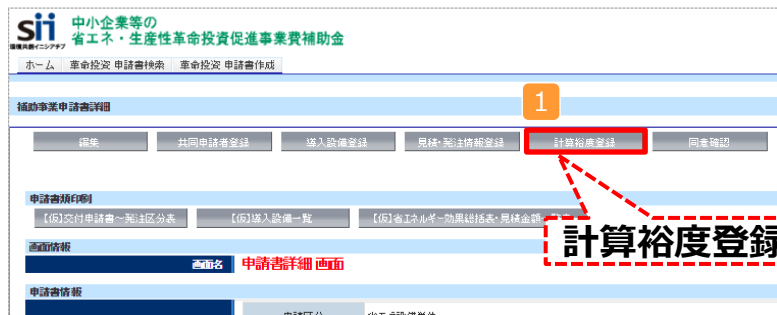 Sii 中小企業等の
環境共創イニシアチブ 省エネ・生産性革命投資促進事業費補助金
ホーム 革命投資 申請書検索 革命投資 申請書作成
補助事業申請書詳細
1
編集 共同申請者登録 導入設備登録 見積・発注情報登録 計算裕度登録 同意確認
申請書類印刷
【仮】交付申請書～発注区分表 【仮】導入設備一覧 【仮】省エネルギー効果総括表・見積金額
計算裕度登録
画面情報
画面名 申請書詳細 画面
申請書情報